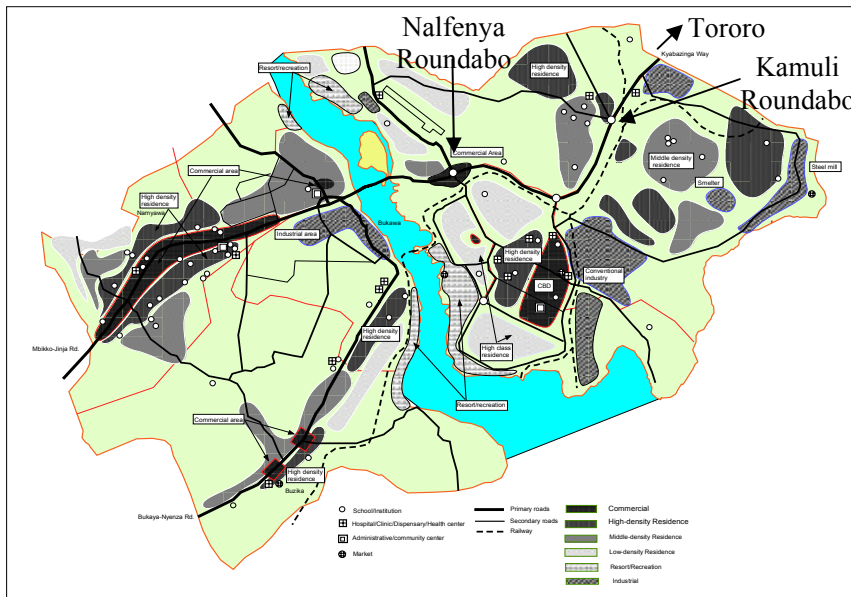 Nalfenya
Roundabo
Tororo
Kyabazinga Way
Kamuli
Roundabo
Resort/recreation
High density
residence
Commercial Area
Middle density
residence
Steel mill
Smelter
Commercial area
High density
residence
Namyawa
Industrial area
Bukawa
High density
residence
Conventional
industry
CBD
High density
residence
High class
residence
Mbikko-Jinja Rd.
Resort/recreation
Commercial area
High density
residence
Buzika
Bukaya-Nyenza Rd.
School/Institution
Hospital/Clinic/Dispensary/Health center
Administrative/community center
Market
Primary roads
Secondary roads
Railway
Commercial
High-density Residence
Middle-density Residence
Low-density Residence
Resort/Recreation
Industrial